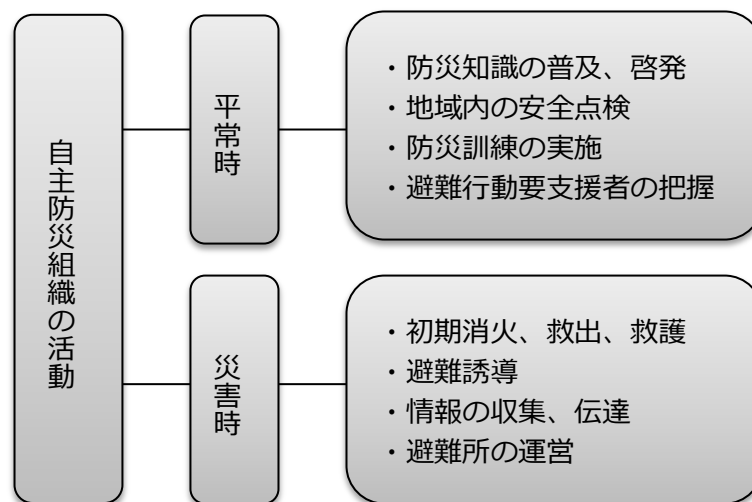 自主防災組織の活動
平常時
・防災知識の普及、啓発
・地域内の安全点検
・防災訓練の実施
・避難行動要支援者の把握
災害時
・初期消火、救出、救護
・避難誘導
・情報の収集、伝達
・避難所の運営